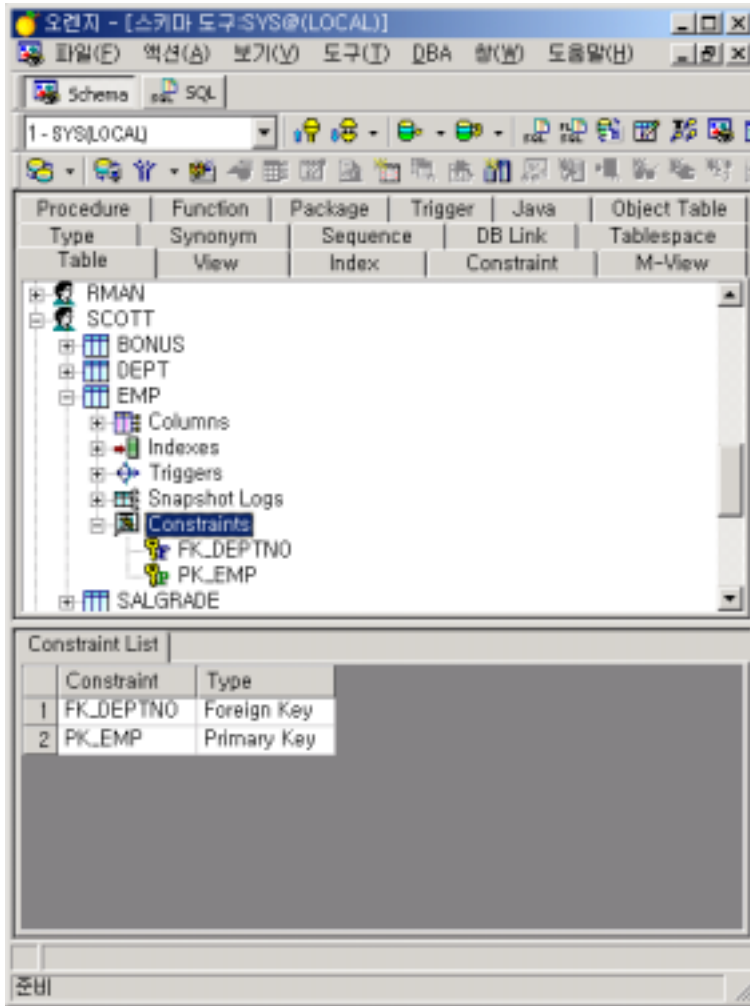 오렌지 - [스키마 도구:SYS@(LOCAL)]
파일(F) 액션(A) 보기(V) 도구(T) DBA 창(W) 도움말(H)
Schema SQL
1 - SYS(LOCAL)
Procedure Function Package Trigger Java Object Table
Type Synonym Sequence DB Link Tablespace
Table View Index Constraint M-View
RMAN
SCOTT
BONUS
DEPT
EMP
Columns
Indexes
Triggers
Snapshot Logs
Constraints
FK_DEPTNO
PK_EMP
SALGRADE
Constraint List
Constraint Type
1 FK_DEPTNO Foreign Key
2 PK_EMP Primary Key
준비